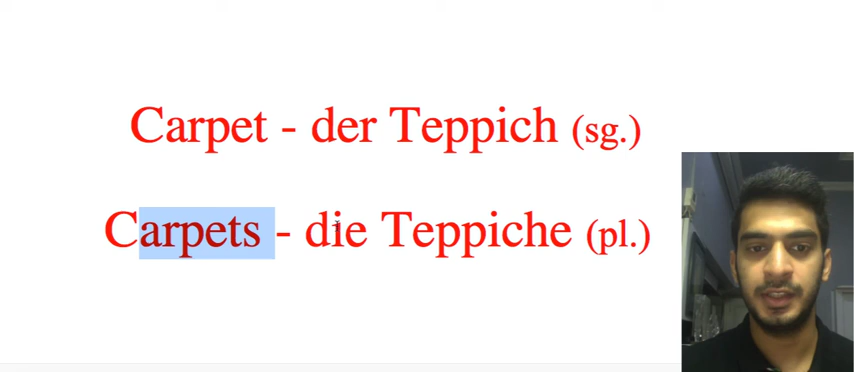 Carpet - der Teppich (sg.)
Carpets - die Teppiche (pl.)